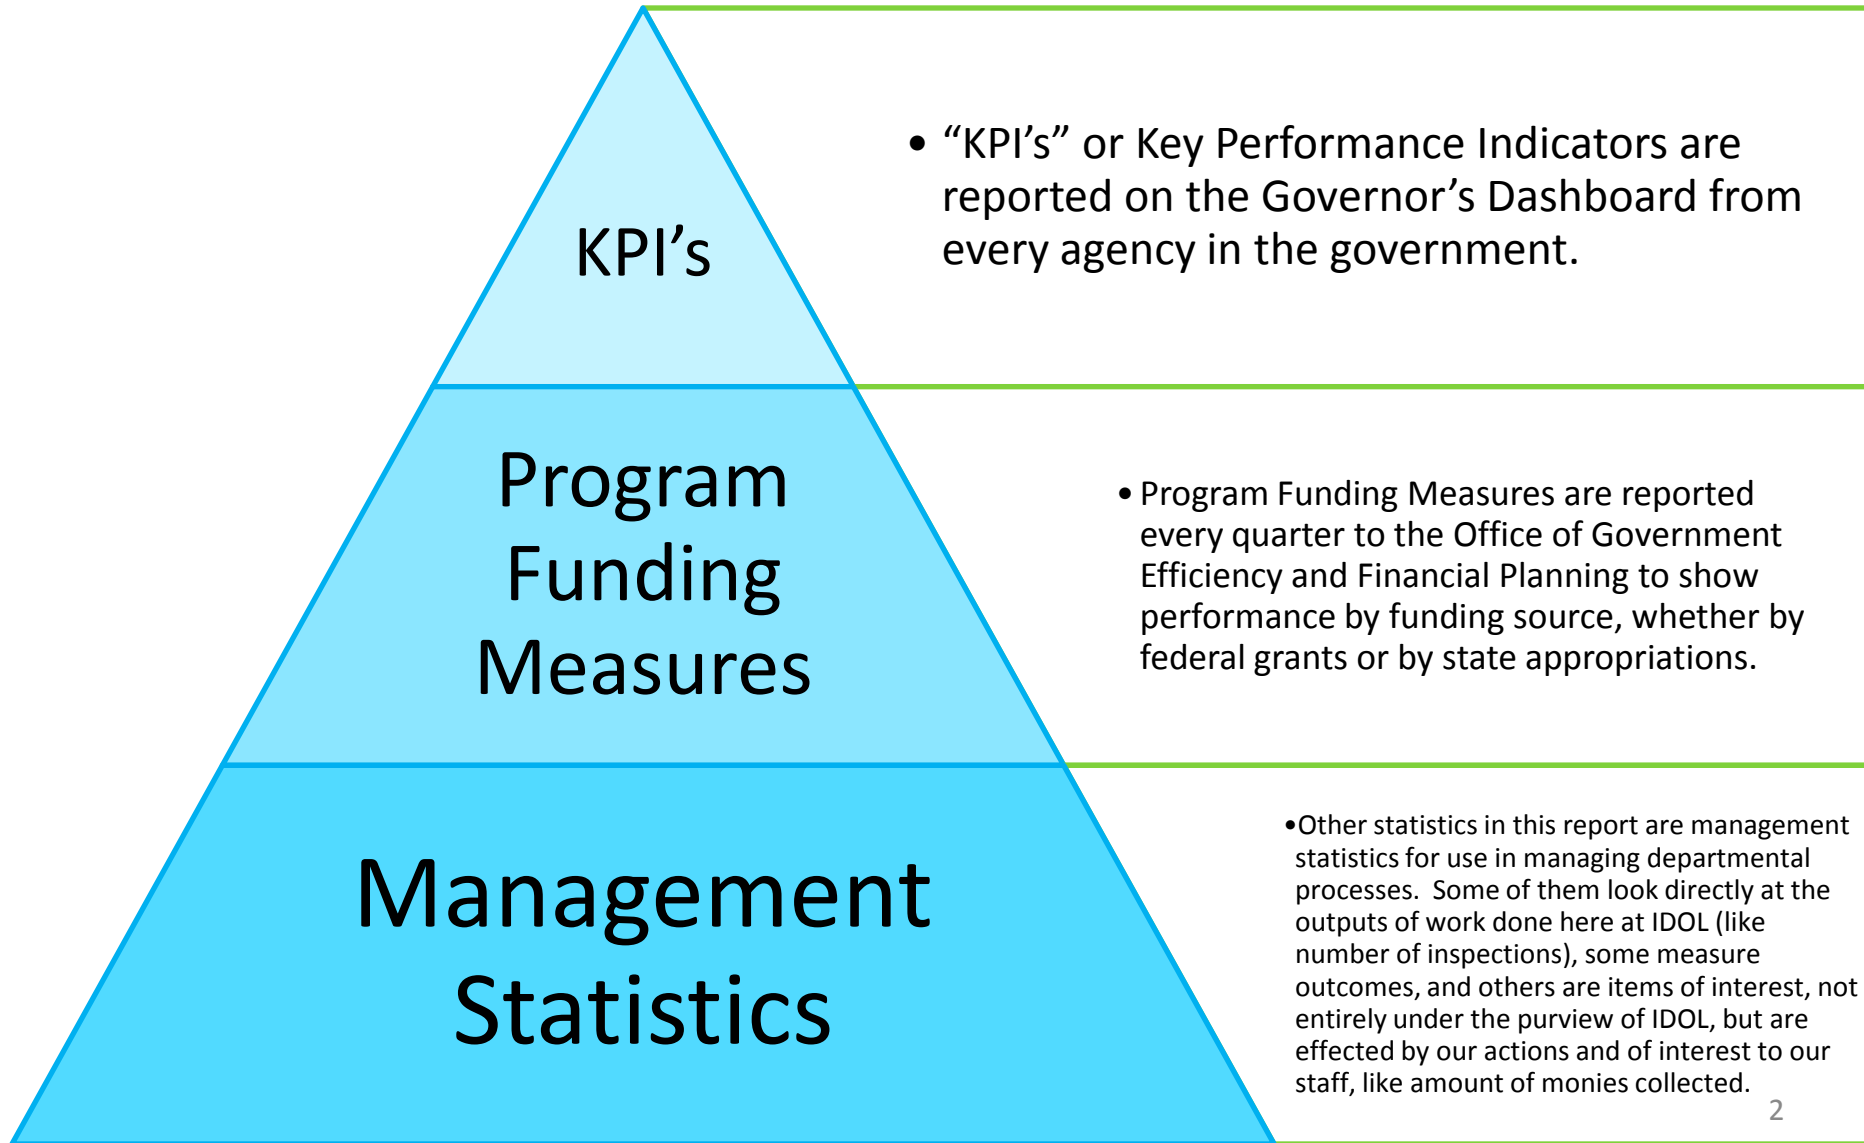 KPI’s
• “KPI’s” or Key Performance Indicators are
reported on the Governor’s Dashboard from
every agency in the government.
Program
Funding
Measures
• Program Funding Measures are reported
every quarter to the Office of Government
Efficiency and Financial Planning to show
performance by funding source, whether by
federal grants or by state appropriations.
Management
Statistics
•Other statistics in this report are management
statistics for use in managing departmental
processes.  Some of them look directly at the
outputs of work done here at IDOL (like
number of inspections), some measure
outcomes, and others are items of interest, not
entirely under the purview of IDOL, but are
effected by our actions and of interest to our
staff, like amount of monies collected.
2